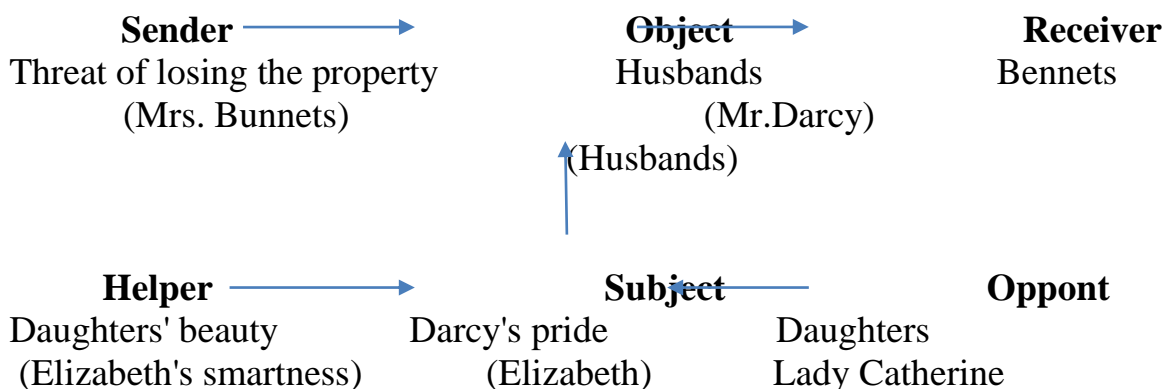 Sender Object Receiver
Threat of losing the property Husbands Bennets
(Mrs. Bunnets) (Mr.Darcy)
(Husbands)
Helper Subject Oppont
Daughters' beauty Darcy's pride Daughters
(Elizabeth's smartness) (Elizabeth) Lady Catherine